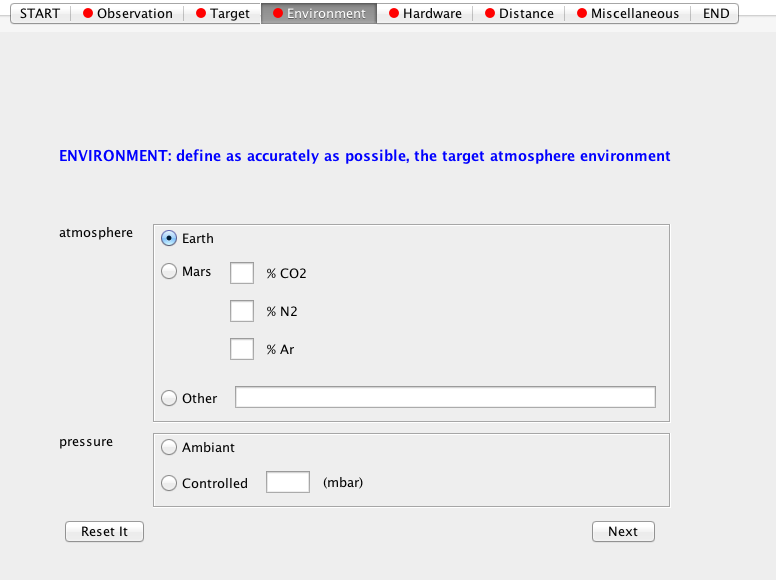 START Observation Target Environment Hardware Distance Miscellaneous END
ENVIRONMENT: define as accurately as possible, the target atmosphere environment
atmosphere Earth
Mars % CO2
% N2
% Ar
Other
pressure Ambiant
Controlled (mbar)
Reset It Next